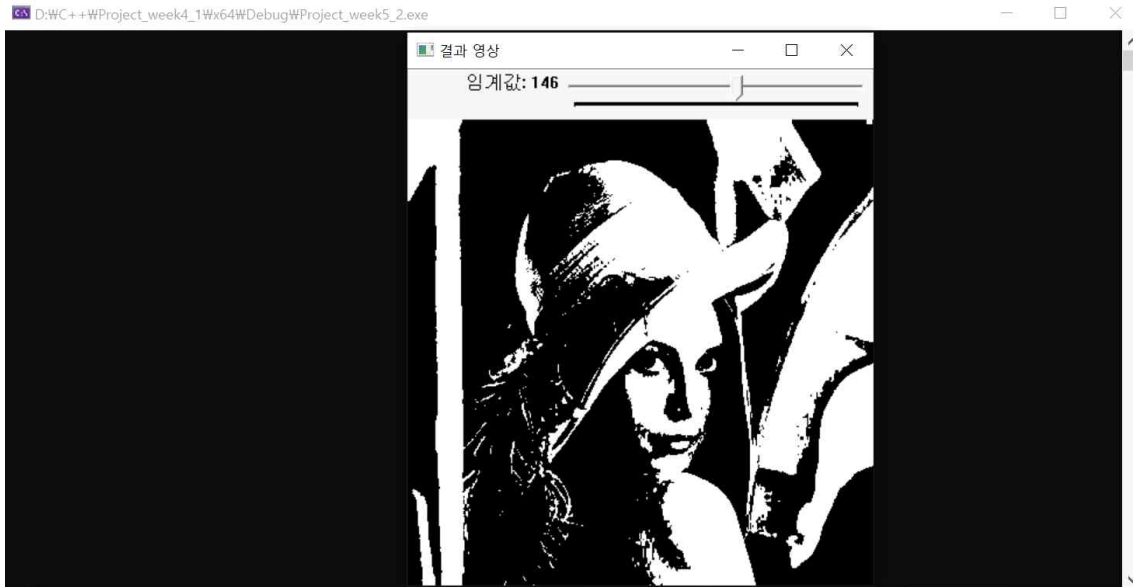 D:₩C++₩Project_week4_1₩x64₩Debug₩Project_week5_2.exe
결과 영상
임계값: 146